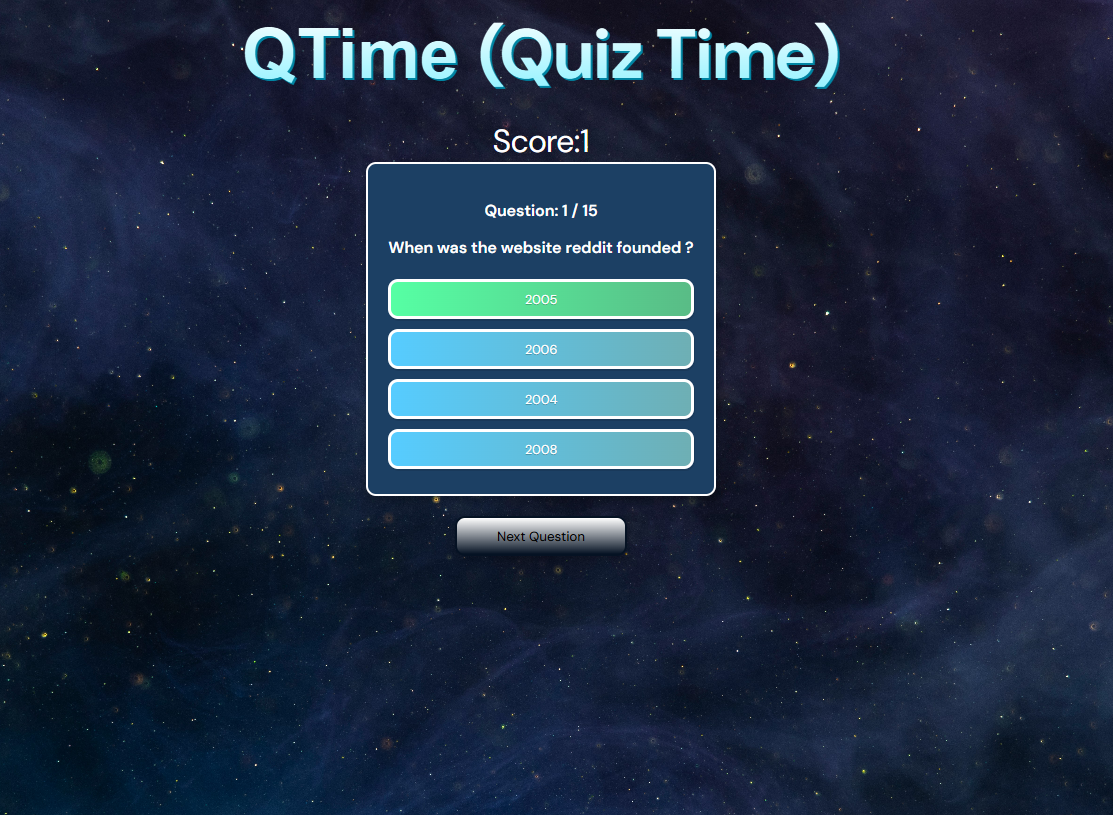 QTime (Quiz Time)
Score:1
Question: 1 / 15
When was the website reddit founded ?
2005
2006
2004
2008
Next Question